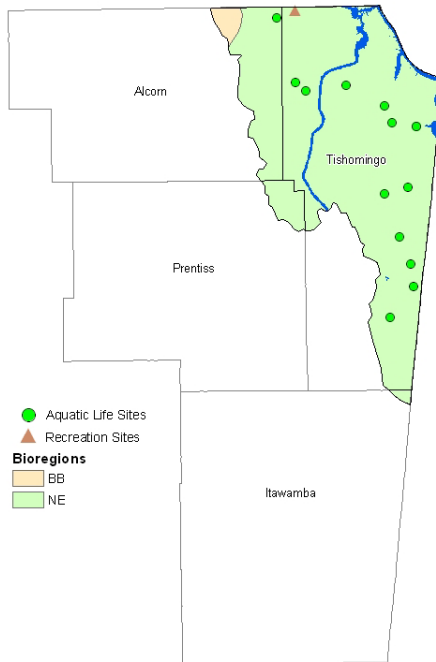 Alcorn
Tishomingo
Prentiss
Aquatic Life Sites
Recreation Sites
Bioregions
BB
NE
Itawamba